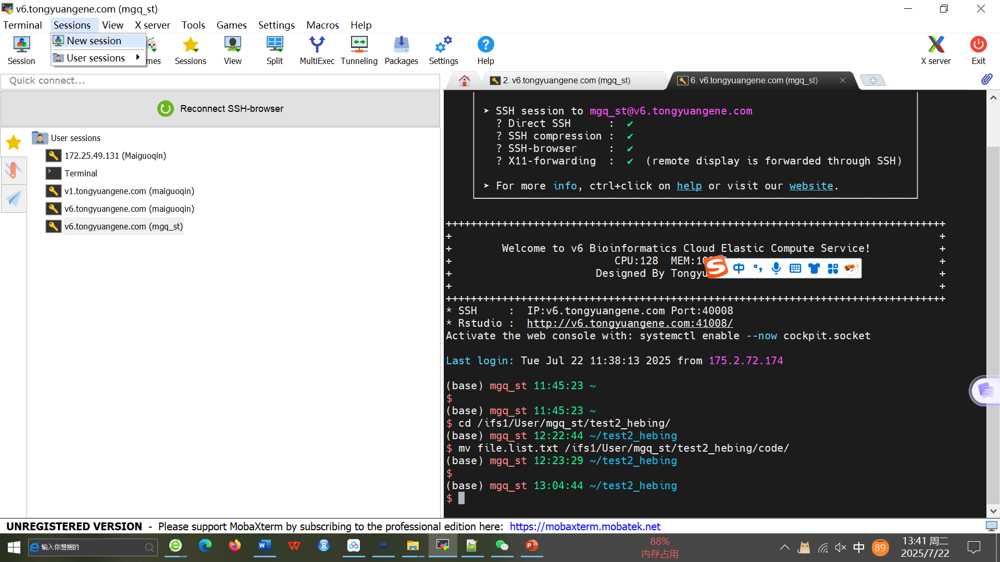 v6.tongyuangene.com (mgq_st)
Terminal Sessions View X server Tools Games Settings Macros Help
New session
User sessions
Session mes Sessions View Split MultiExec Tunneling Packages Settings Help X server Exit
Quick connect...
2. v6.tongyuangene.com (mgq_st) 6. v6.tongyuangene.com (mgq_st)
Reconnect SSH-browser
User sessions
172.25.49.131 (Maiguoqin)
Terminal
v1.tongyuangene.com (maiguoqin)
v6.tongyuangene.com (maiguoqin)
v6.tongyuangene.com (mgq_st)
➤ SSH session to mgq_st@v6.tongyuangene.com
? Direct SSH : ✔
? SSH compression : ✔
? SSH-browser : ✔
? X11-forwarding : ✔ (remote display is forwarded through SSH)
➤ For more info, ctrl+click on help or visit our website.
++++++++++++++++++++++++++++++++++++++++++++++++++++++++++++++++++++++++++++++++
+ +
+ Welcome to v6 Bioinformatics Cloud Elastic Compute Service! +
+ CPU:128 MEM: +
+ Designed By +
+ +
++++++++++++++++++++++++++++++++++++++++++++++++++++++++++++++++++++++++++++++++
中
* SSH : IP:v6.tongyuangene.com Port:40008
* Rstudio : http://v6.tongyuangene.com:41008/
Activate the web console with: systemctl enable --now cockpit.socket
Last login: Tue Jul 22 11:38:13 2025 from 175.2.72.174
(base) mgq_st 11:45:23 ~
$
(base) mgq_st 11:45:23 ~
$ cd /ifs1/User/mgq_st/test2_hebing/
(base) mgq_st 12:22:44 ~/test2_hebing
$ mv file.list.txt /ifs1/User/mgq_st/test2_hebing/code/
(base) mgq_st 12:23:29 ~/test2_hebing
$
(base) mgq_st 13:04:44 ~/test2_hebing
$
UNREGISTERED VERSION - Please support MobaXterm by subscribing to the professional edition here: https://mobaxterm.mobatek.net
输入你想搜的
88%
内存占用
中
89
13:41 周二
2025/7/22